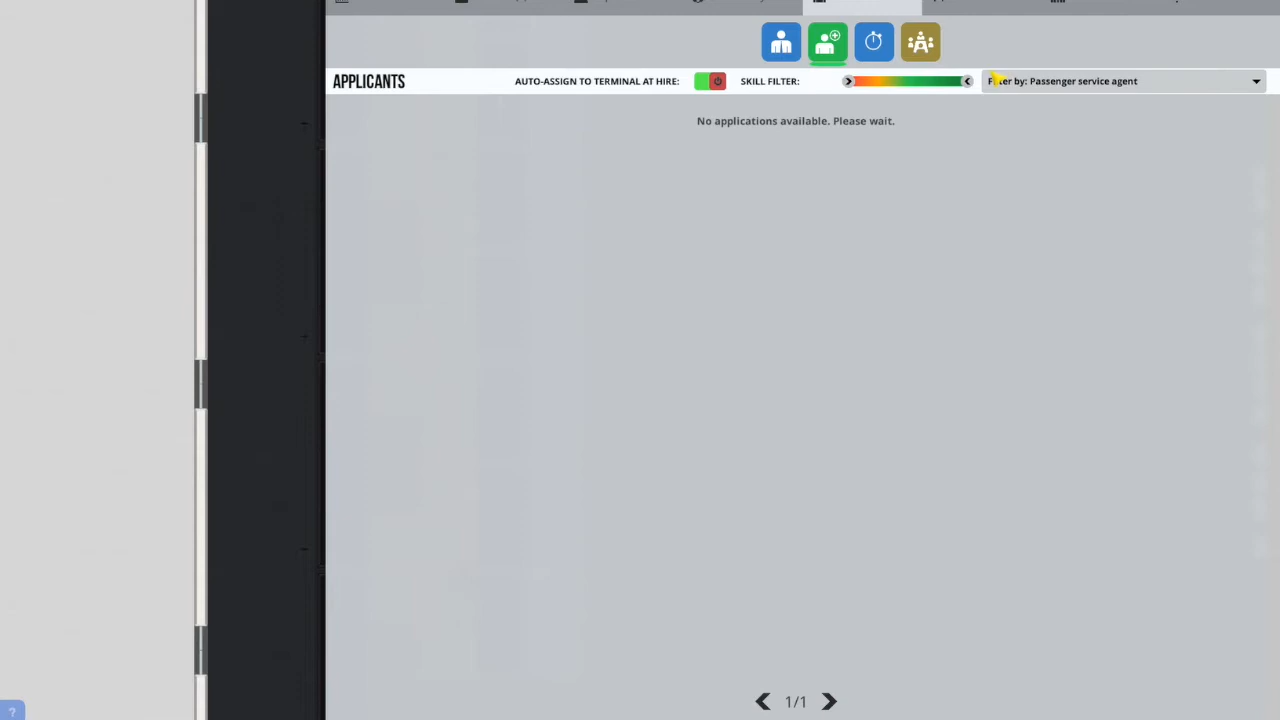 APPLICANTS
AUTO-ASSIGN TO TERMINAL AT HIRE:
SKILL FILTER:
Filter by: Passenger service agent
No applications available. Please wait.
1/1
?